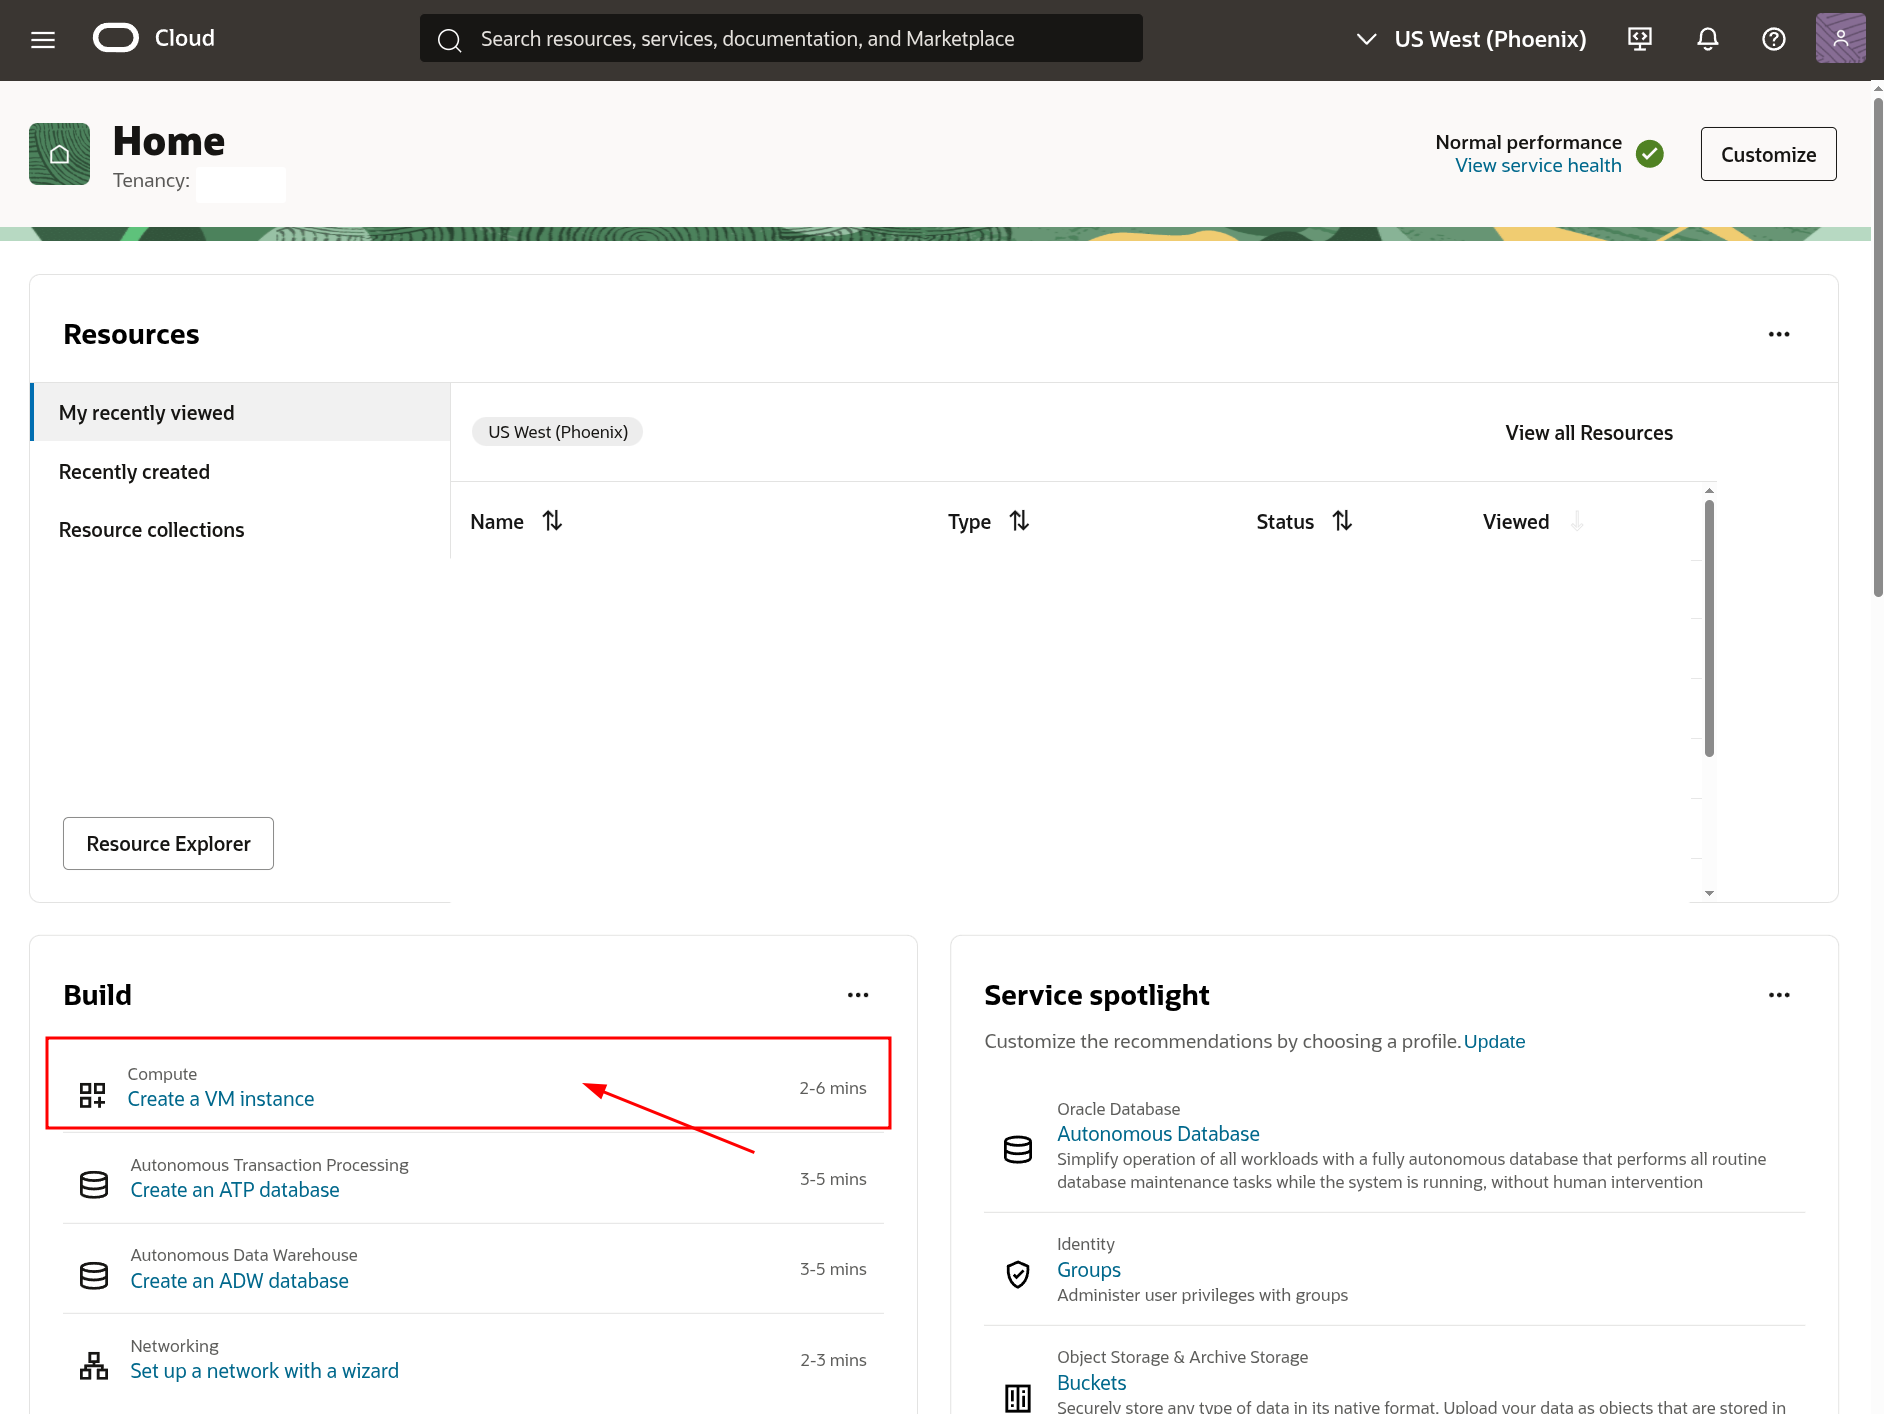 Cloud
Search resources, services, documentation, and Marketplace
US West (Phoenix)
Home
Tenancy:
Normal performance
View service health
Customize
Resources
My recently viewed
Recently created
Resource collections
US West (Phoenix)
View all Resources
Name
Type
Status
Viewed
Resource Explorer
Build
Compute
Create a VM instance
2-6 mins
Autonomous Transaction Processing
Create an ATP database
3-5 mins
Autonomous Data Warehouse
Create an ADW database
3-5 mins
Networking
Set up a network with a wizard
2-3 mins
Service spotlight
Customize the recommendations by choosing a profile. Update
Oracle Database
Autonomous Database
Simplify operation of all workloads with a fully autonomous database that performs all routine
database maintenance tasks while the system is running, without human intervention
Identity
Groups
Administer user privileges with groups
Object Storage & Archive Storage
Buckets
Securely store any type of data in its native format. Upload your data as objects that are stored in